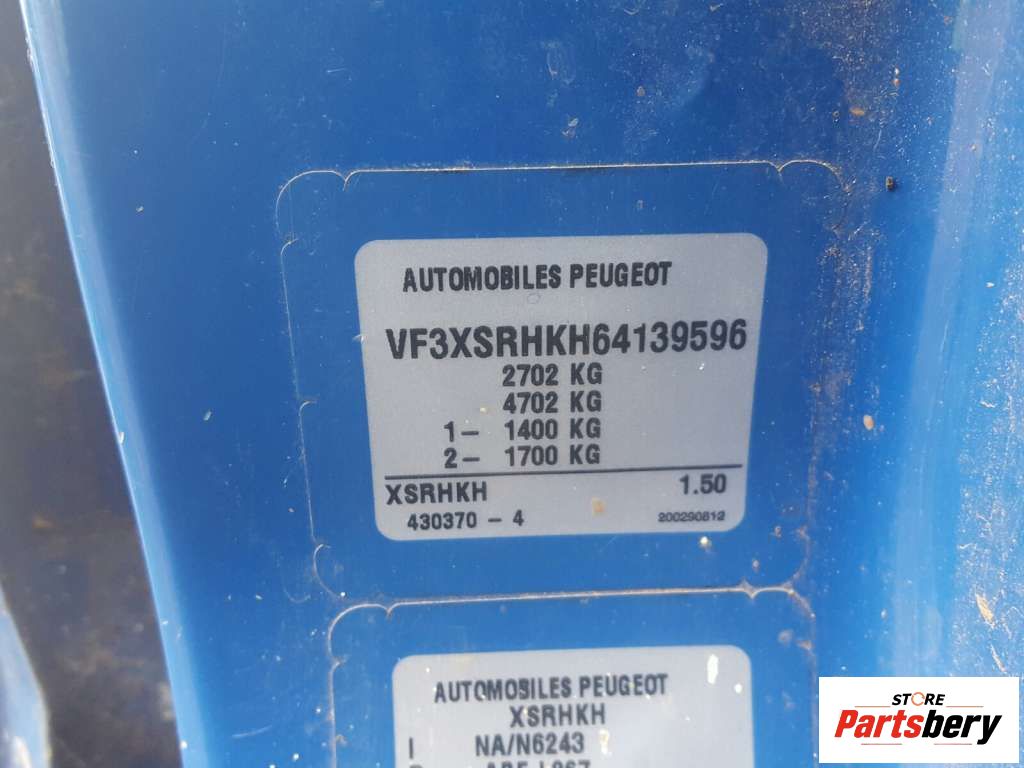 AUTOMOBILES PEUGEOT
VF3XSRHKH64139596
2702 KG
4702 KG
1- 1400 KG
2- 1700 KG
XSRHKH 1.50
430370 - 4 200290812
AUTOMOBILES PEUGEOT
XSRHKH
NA/N6243
STORE
Partsbery